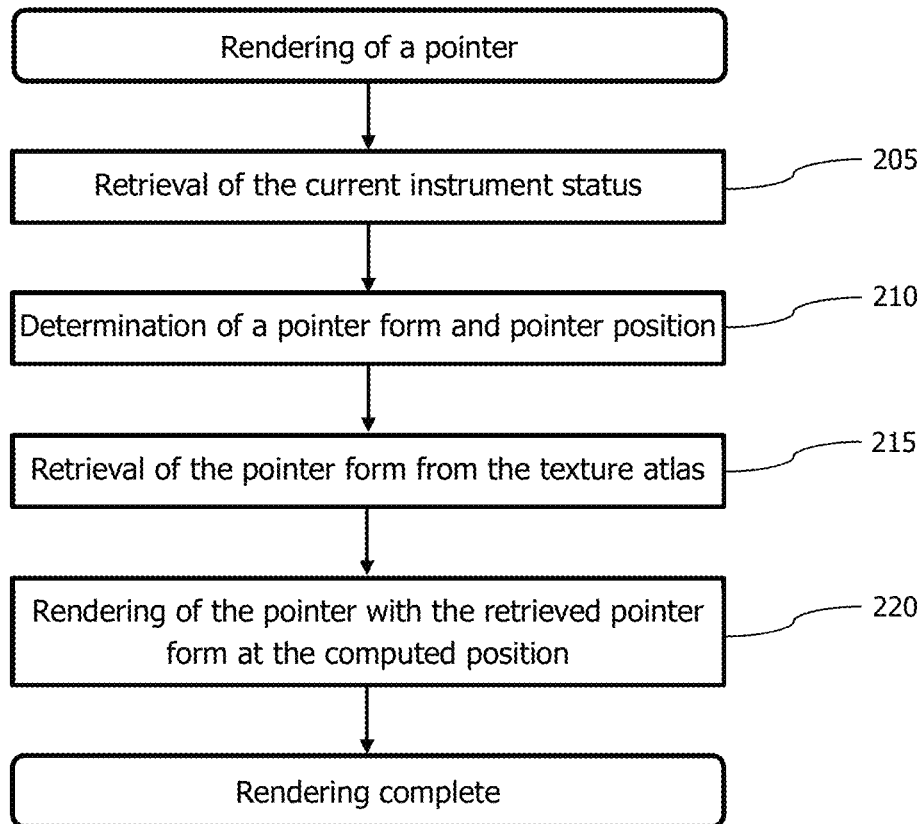 Rendering of a pointer
Retrieval of the current instrument status
205
Determination of a pointer form and pointer position
210
Retrieval of the pointer form from the texture atlas
215
Rendering of the pointer with the retrieved pointer
form at the computed position
220
Rendering complete